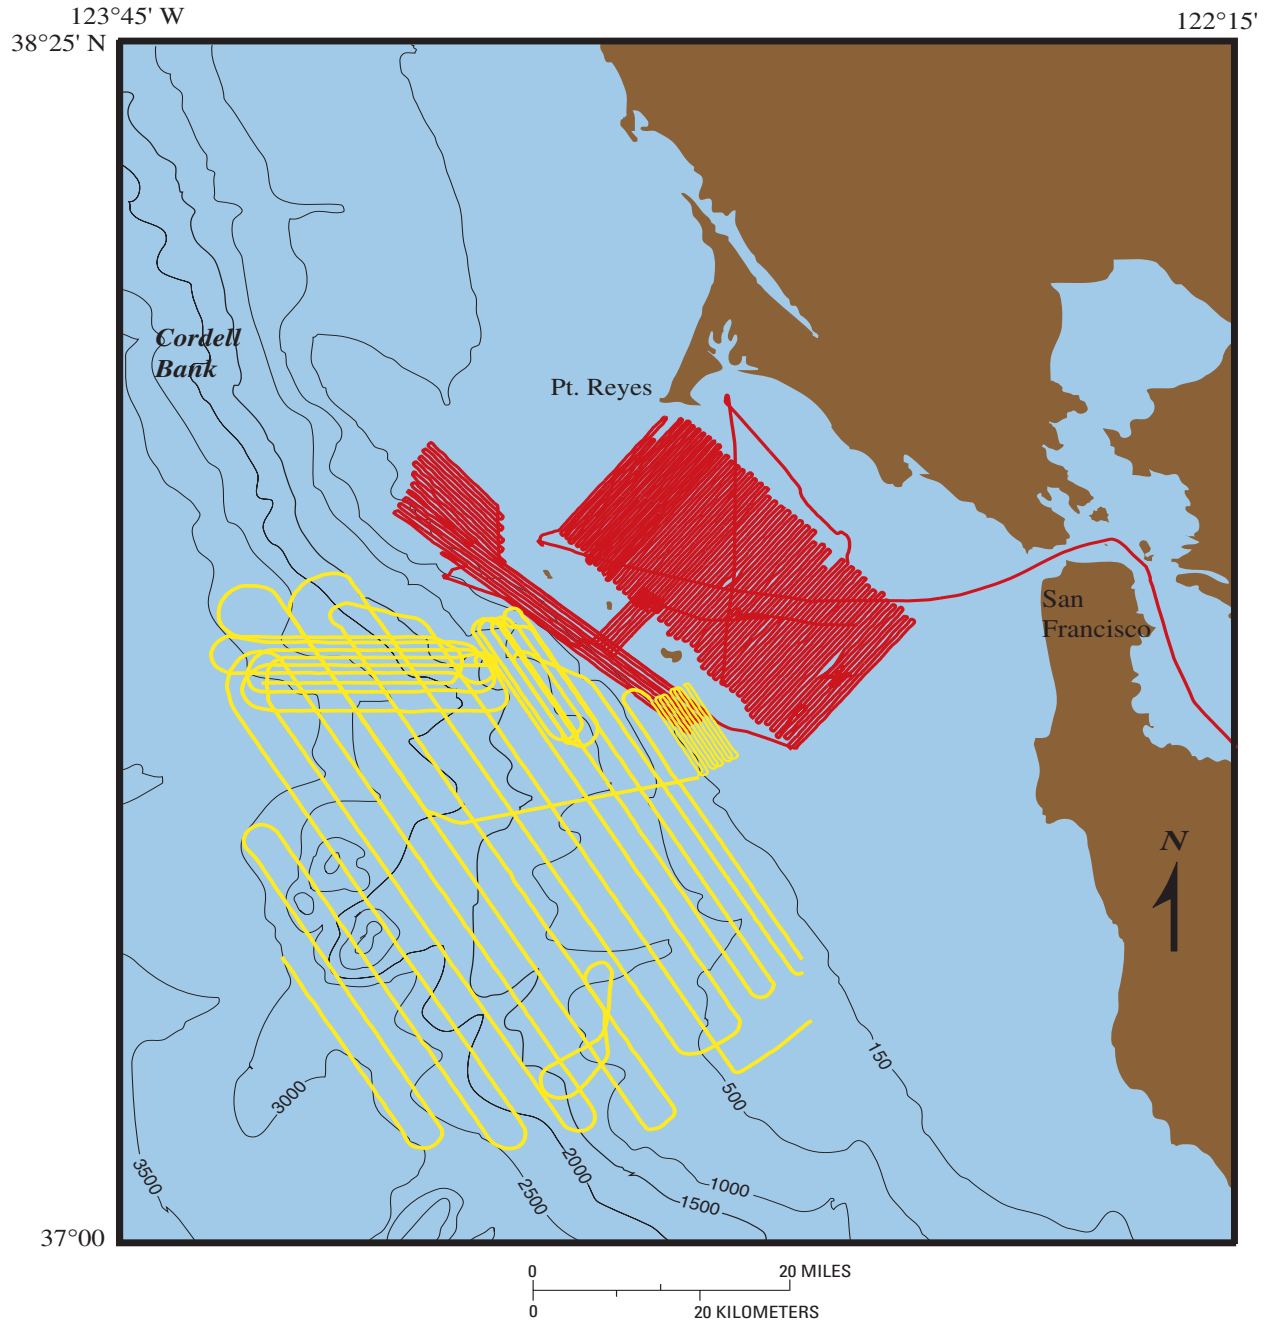 123°45' W
122°15'
38°25' N
Cordell
Bank
Pt. Reyes
San
Francisco
N
150
500
3000
3500
2000
1000
2500
1500
37°00
0 20 MILES
0 20 KILOMETERS